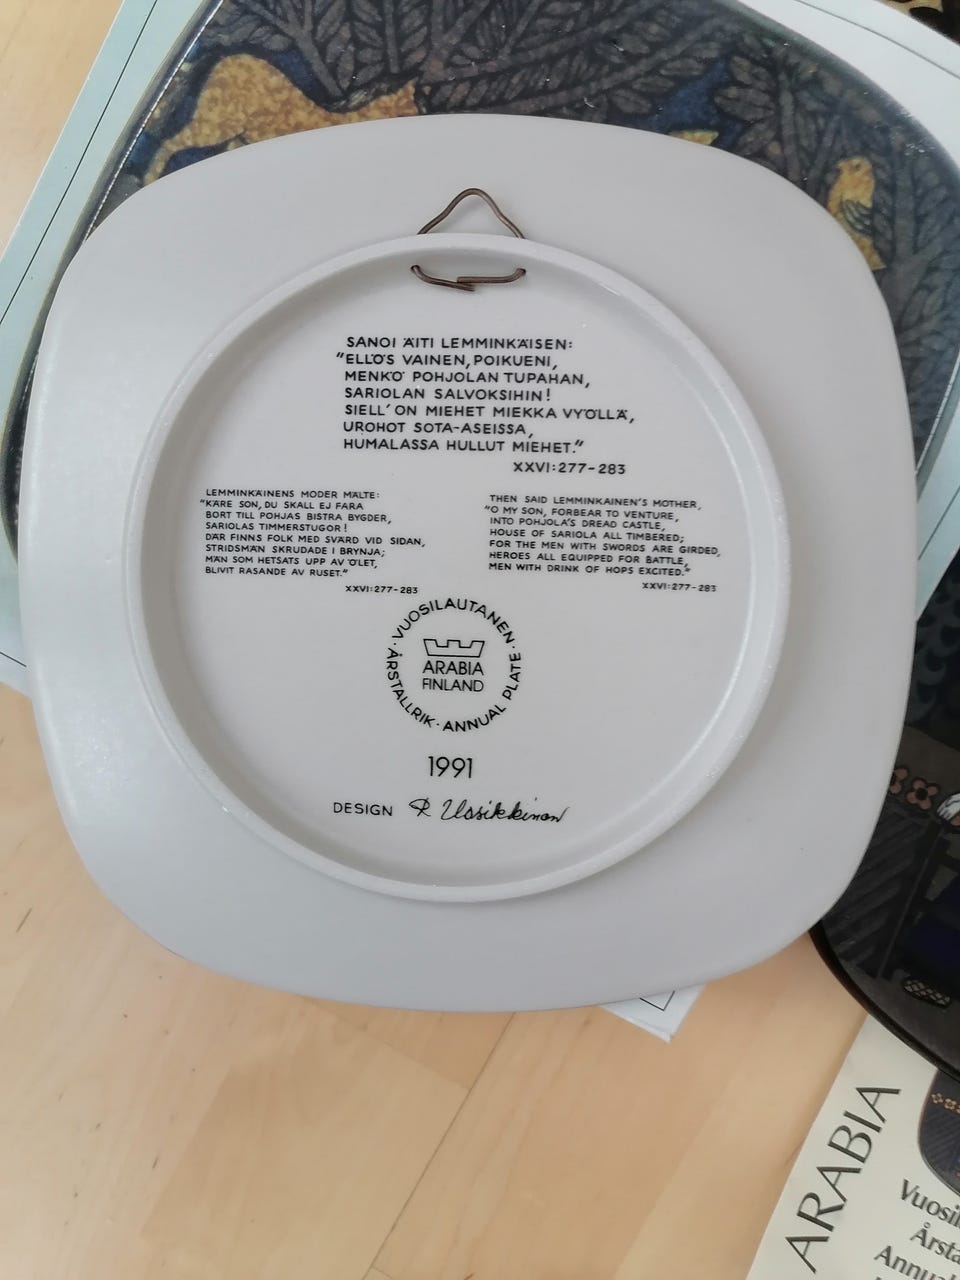 SANOI ÄITI LEMMINKÄISEN:
"ELLÖS VAINEN, POIKUENI,
MENKÖ POHJOLAN TUPAHAN,
SARIOLAN SALVOKSIHIN!
SIELL' ON MIEHET MIEKKA VYÖLLÄ,
UROHOT SOTA-ASEISSA,
HUMALASSA HULLUT MIEHET."
XXVI:277-283
LEMMINKÄINENS MODER MÄLTE:
"KÄRE SON, DU SKALL EJ FARA
BORT TILL POHJAS BISTRA BYGDER,
SARIOLAS TIMMERSTUGOR!
DÄR FINNS FOLK MED SVÄRD VID SIDAN,
STRIDSMÄN SKRUDADE I BRYNJA;
MÄN SOM HETSATS UPP AV ÖLET,
BLIVIT RASANDE AV RUSET."
XXVI:277-283
THEN SAID LEMMINKAINEN'S MOTHER,
"O MY SON, FORBEAR TO VENTURE,
INTO POHJOLA'S DREAD CASTLE,
HOUSE OF SARIOLA ALL TIMBERED;
FOR THE MEN WITH SWORDS ARE GIRDED,
HEROES ALL EQUIPPED FOR BATTLE,
MEN WITH DRINK OF HOPS EXCITED."
XXVI:277-283
· VUOSILAUTANEN · ANNUAL PLATE · ÅRSTALLRIK
ARABIA
FINLAND
1991
DESIGN R Uosikkinen
ARABIA